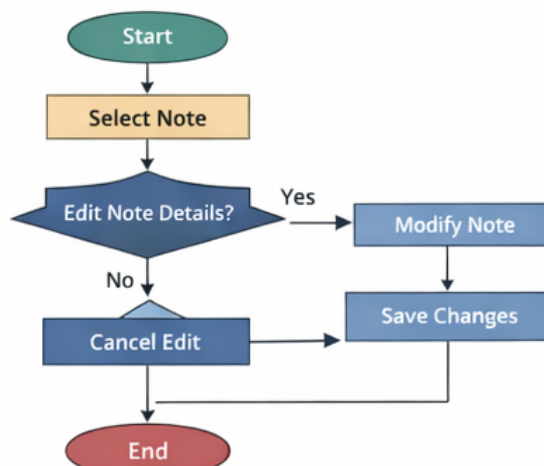 Start
Select Note
Edit Note Details?
Yes
Modify Note
No
Save Changes
Cancel Edit
End